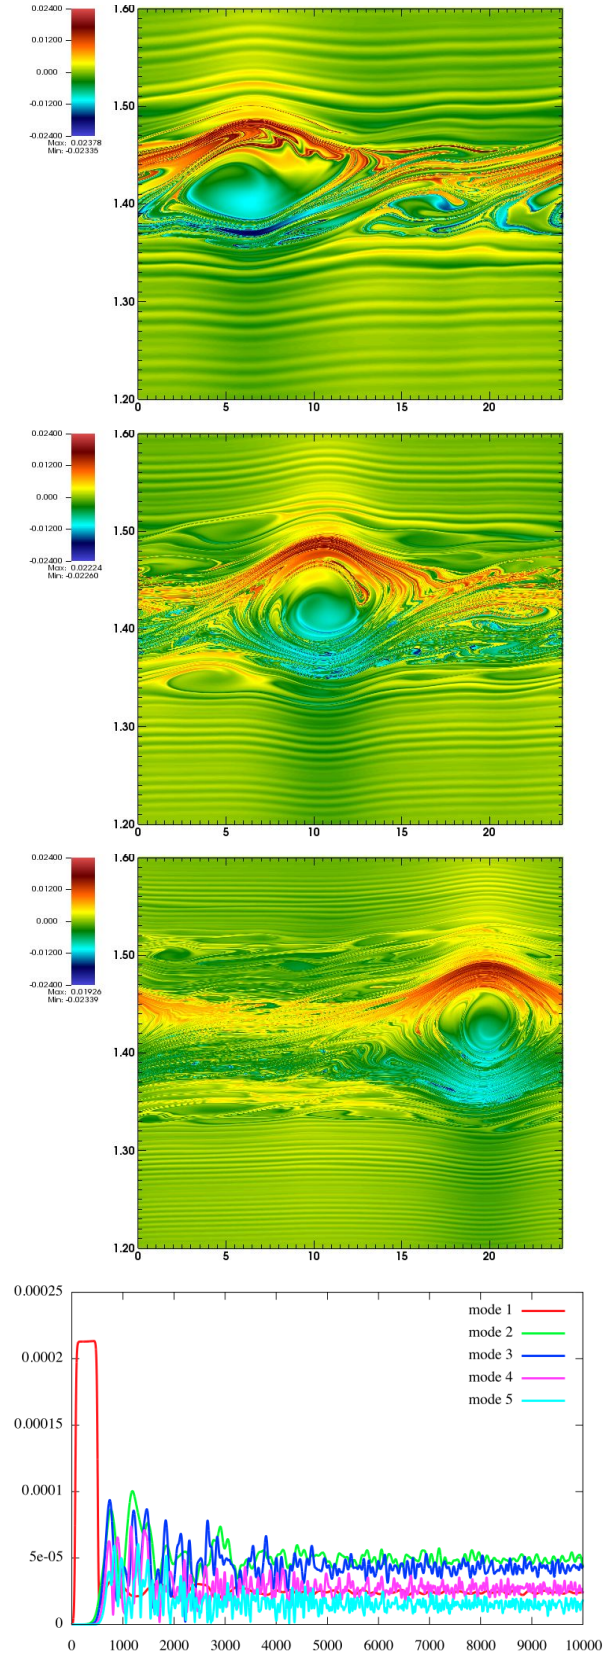 0.02400
0.01200
0.000
-0.01200
-0.02400
Max: 0.02378
Min: -0.02335
1.60
1.50
1.40
1.30
1.20
0 5 10 15 20
0.02400
0.01200
0.000
-0.01200
-0.02400
Max: 0.02224
Min: -0.02260
1.60
1.50
1.40
1.30
1.20
0 5 10 15 20
0.02400
0.01200
0.000
-0.01200
-0.02400
Max: 0.01926
Min: -0.02339
1.60
1.50
1.40
1.30
1.20
0 5 10 15 20
0.00025
0.0002
0.00015
0.0001
5e-05
0
mode 1
mode 2
mode 3
mode 4
mode 5
0 1000 2000 3000 4000 5000 6000 7000 8000 9000 10000